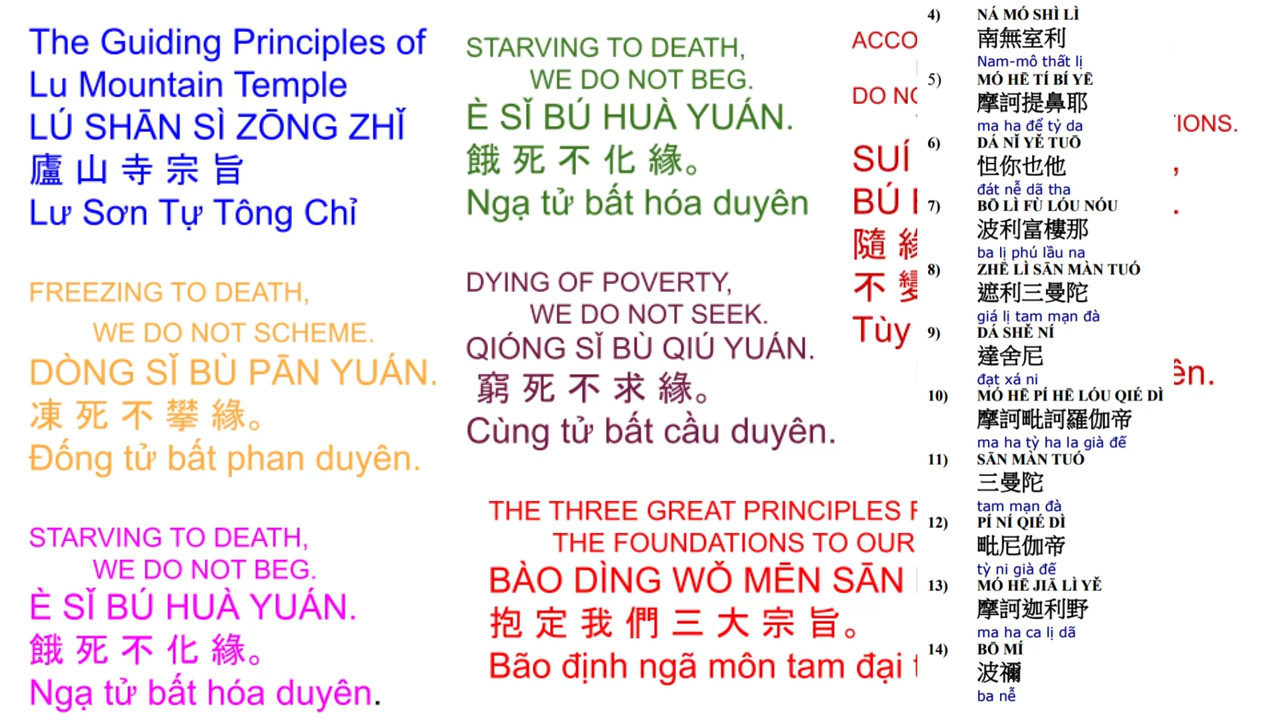 The Guiding Principles of
Lu Mountain Temple
LÚ SHĀN SÌ ZŌNG ZHǏ
廬 山 寺 宗 旨
Lư Sơn Tự Tông Chỉ
FREEZING TO DEATH,
WE DO NOT SCHEME.
DÒNG SǏ BÙ PĀN YUÁN.
凍 死 不 攀 緣。
Đống tử bất phan duyên.
STARVING TO DEATH,
WE DO NOT BEG.
È SǏ BÚ HUÀ YUÁN.
餓 死 不 化 緣。
Ngạ tử bất hóa duyên.
STARVING TO DEATH,
WE DO NOT BEG.
È SǏ BÚ HUÀ YUÁN.
餓 死 不 化 緣。
Ngạ tử bất hóa duyên
DYING OF POVERTY,
WE DO NOT SEEK.
QIÓNG SǏ BÙ QIÚ YUÁN.
窮 死 不 求 緣。
Cùng tử bất cầu duyên.
THE THREE GREAT PRINCIPLES
THE FOUNDATIONS TO OUR
BÀO DÌNG WǑ MĒN SĀN
抱 定 我 們 三 大 宗 旨。
Bão định ngã môn tam đại
ACCO
DO NO
TIONS.
SUÍ
BÚ
隨 緣
不 變
Tùy
ên.
4) NÁ MÓ SHÌ LÌ
南無室利
Nam-mô thất lị
5) MÓ HĒ TÍ BÍ YĒ
摩訶提鼻耶
ma ha đề tỷ da
6) DÁ NǏ YĚ TUŌ
怛你也他
đát nễ dã tha
7) BŌ LÌ FÙ LÓU NÓU
波利富樓那
ba lị phú lầu na
8) ZHĒ LÌ SĀN MÀN TUÓ
遮利三曼陀
giá lị tam mạn đà
9) DÁ SHĚ NÍ
達舍尼
đạt xá ni
10) MÓ HĒ PÍ HĒ LÓU QIÉ DÌ
摩訶毗訶羅伽帝
ma ha tỳ ha la già đế
11) SĀN MÀN TUÓ
三曼陀
tam mạn đà
12) PÍ NÍ QIÉ DÌ
毗尼伽帝
tỳ ni già đế
13) MÓ HĒ JIĀ LÌ YĚ
摩訶迦利野
ma ha ca lị dã
14) BŌ MÍ
波禰
ba nễ